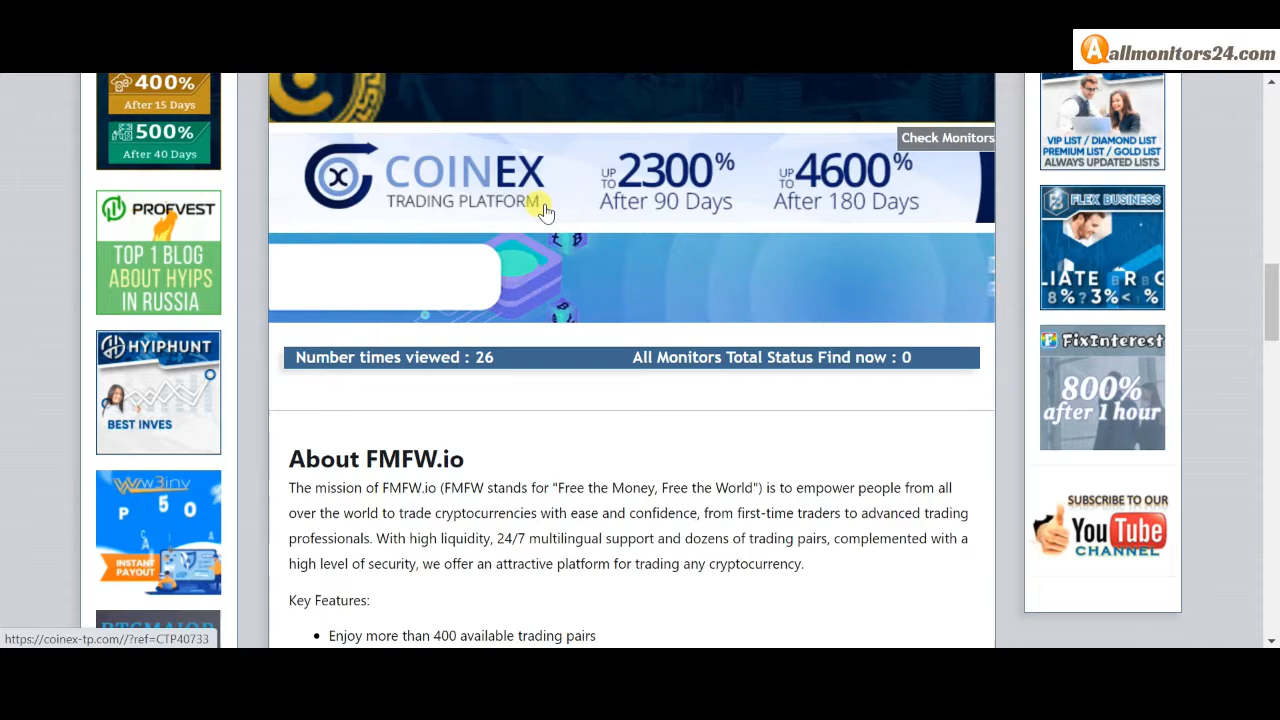 allmonitors24.com
400%
After 15 Days
500%
After 40 Days
PROFVEST
TOP 1 BLOG
ABOUT HYIPS
IN RUSSIA
HYIPHUNT
BEST INVES
w3inv
P 5 O
INSTANT
PAYOUT
https://coinex-tp.com//?ref=CTP40733
Check Monitors
COINEX
TRADING PLATFORM
UP TO 2300%
After 90 Days
UP TO 4600%
After 180 Days
Number times viewed : 26
All Monitors Total Status Find now : 0
About FMFW.io
The mission of FMFW.io (FMFW stands for "Free the Money, Free the World") is to empower people from all
over the world to trade cryptocurrencies with ease and confidence, from first-time traders to advanced trading
professionals. With high liquidity, 24/7 multilingual support and dozens of trading pairs, complemented with a
high level of security, we offer an attractive platform for trading any cryptocurrency.
Key Features:
• Enjoy more than 400 available trading pairs
VIP LIST / DIAMOND LIST
PREMIUM LIST / GOLD LIST
ALWAYS UPDATED LISTS
FLEX BUSINESS
FixInterest
800%
after 1 hour
SUBSCRIBE TO OUR
YouTube
CHANNEL